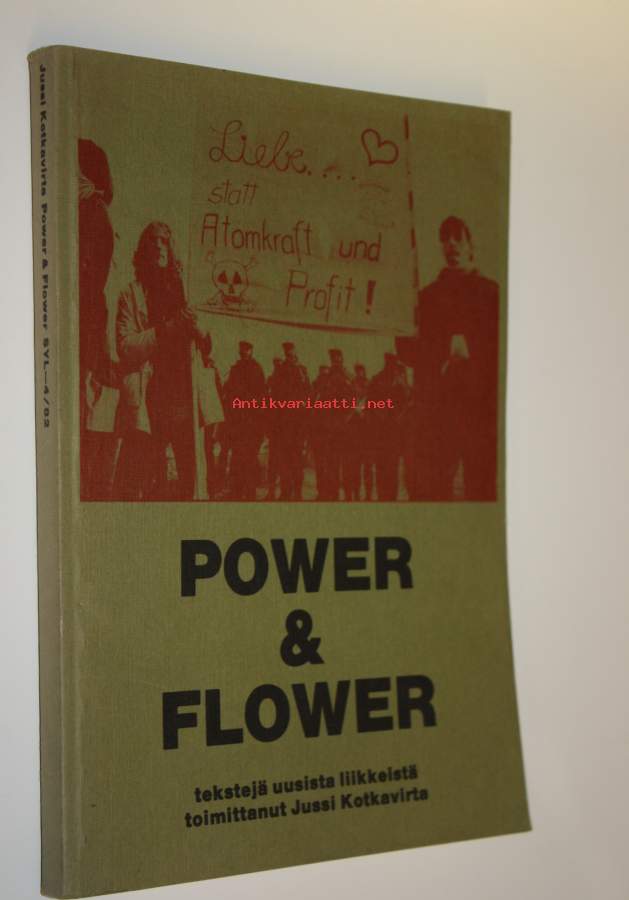 Jussi Kotkavirta Power & Flower SYL—4/82
Liebe....
statt
Atomkraft und
Profit!
Antikvariaatti.net
POWER
&
FLOWER
tekstejä uusista liikkeistä
toimittanut Jussi Kotkavirta